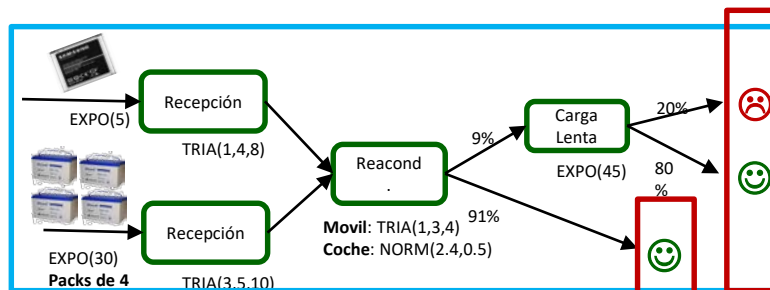 SAMSUNG
EXPO(5)
Recepción
TRIA(1,4,8)
EXPO(30)
Packs de 4
Recepción
TRIA(3,5,10)
Reacond
.
Movil: TRIA(1,3,4)
Coche: NORM(2.4,0.5)
9%
91%
Carga
Lenta
EXPO(45)
20%
80
%